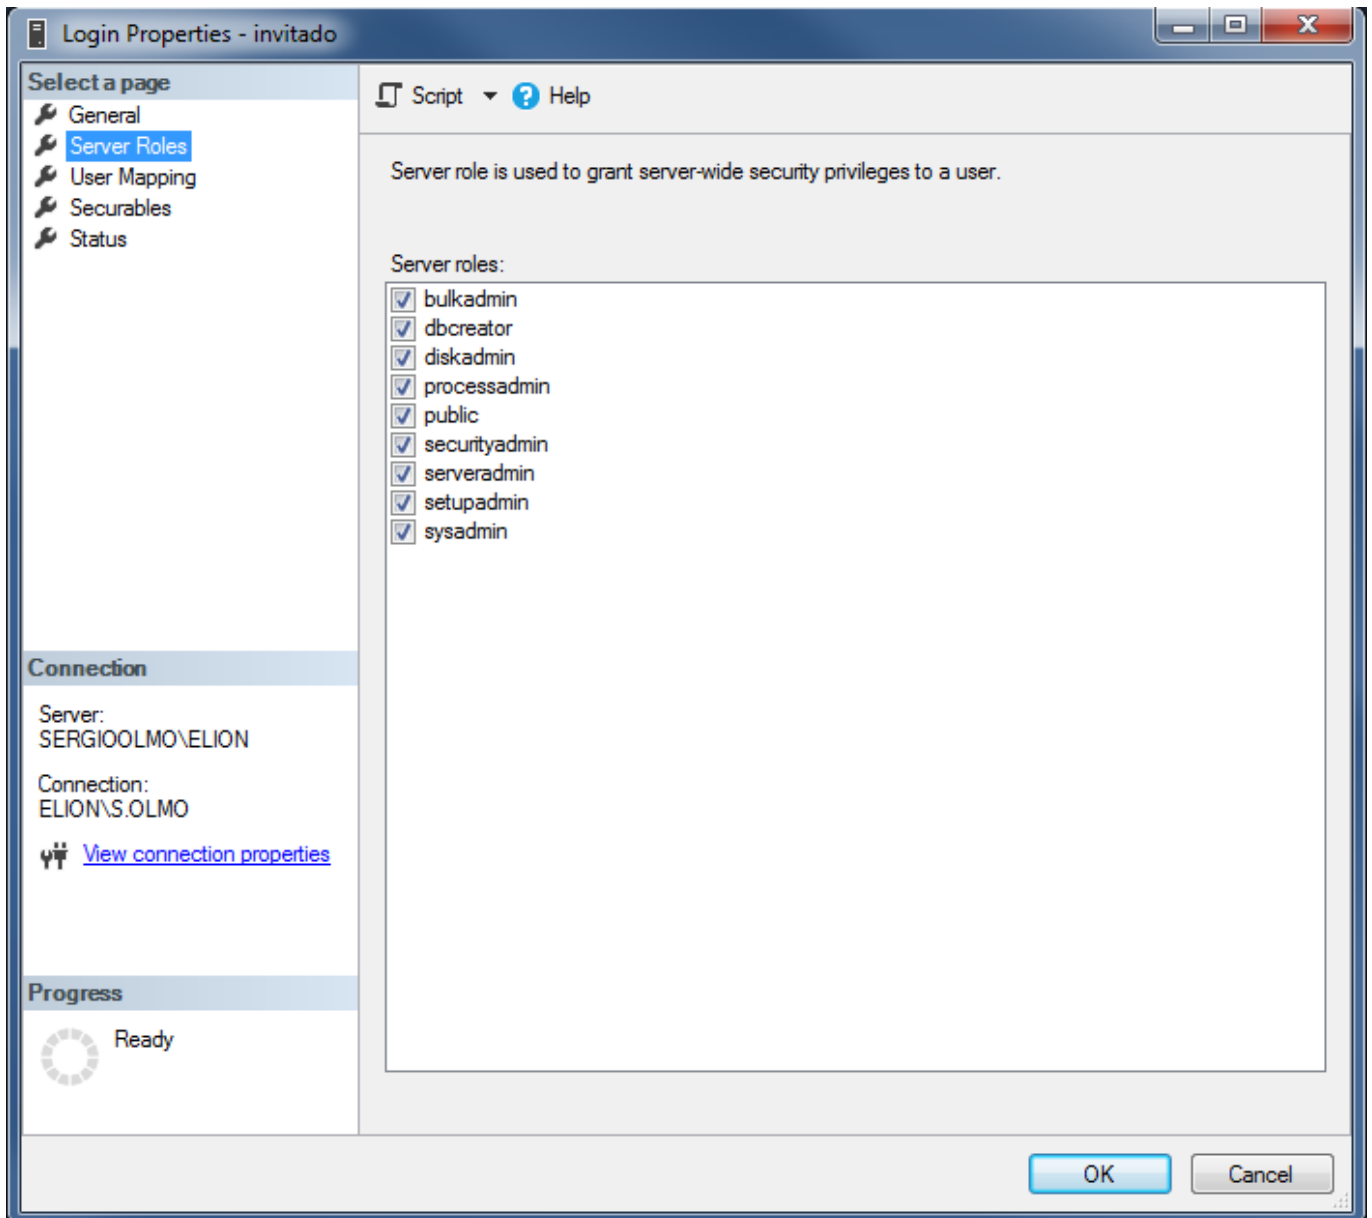 Login Properties - invitado
Select a page
General
Server Roles
User Mapping
Securables
Status
Script
Help
Server role is used to grant server-wide security privileges to a user.
Server roles:
bulkadmin
dbcreator
diskadmin
processadmin
public
securityadmin
serveradmin
setupadmin
sysadmin
Connection
Server:
SERGIOOLMO\ELION
Connection:
ELION\S.OLMO
View connection properties
Progress
Ready
OK
Cancel